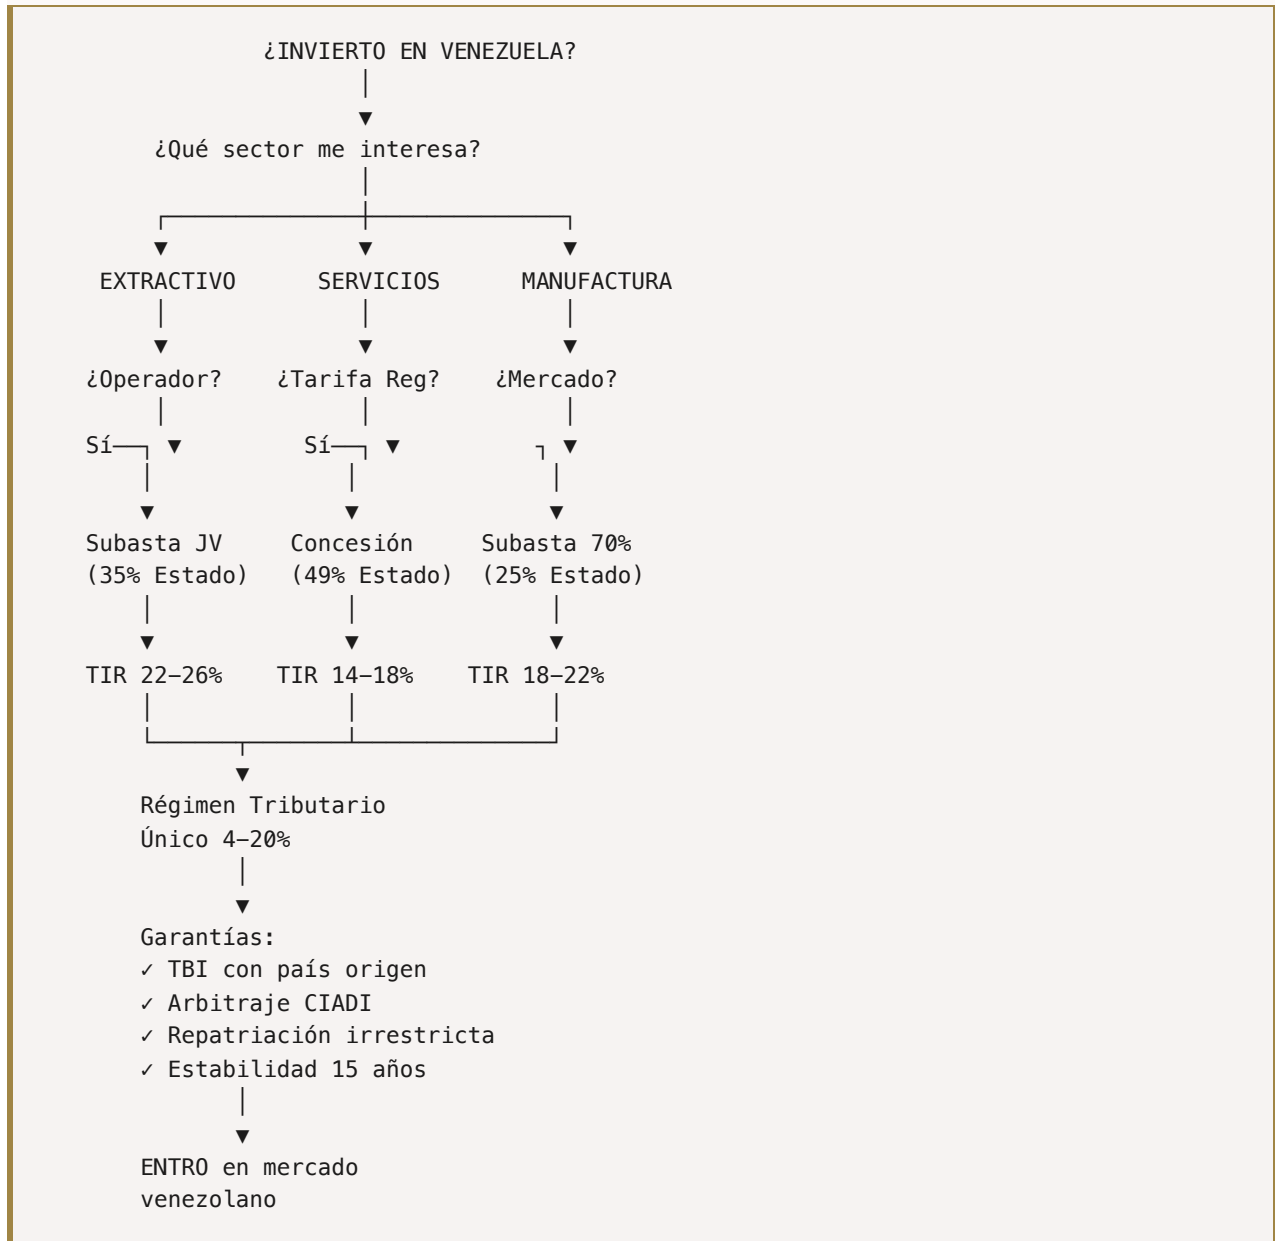 ¿INVIERTO EN VENEZUELA?
¿Qué sector me interesa?
EXTRACTIVO SERVICIOS MANUFACTURA
¿Operador? ¿Tarifa Reg? ¿Mercado?
Sí Sí
Subasta JV Concesión Subasta 70%
(35% Estado) (49% Estado) (25% Estado)
TIR 22–26% TIR 14–18% TIR 18–22%
Régimen Tributario
Único 4–20%
Garantías:
✓ TBI con país origen
✓ Arbitraje CIADI
✓ Repatriación irrestricta
✓ Estabilidad 15 años
ENTRO en mercado
venezolano